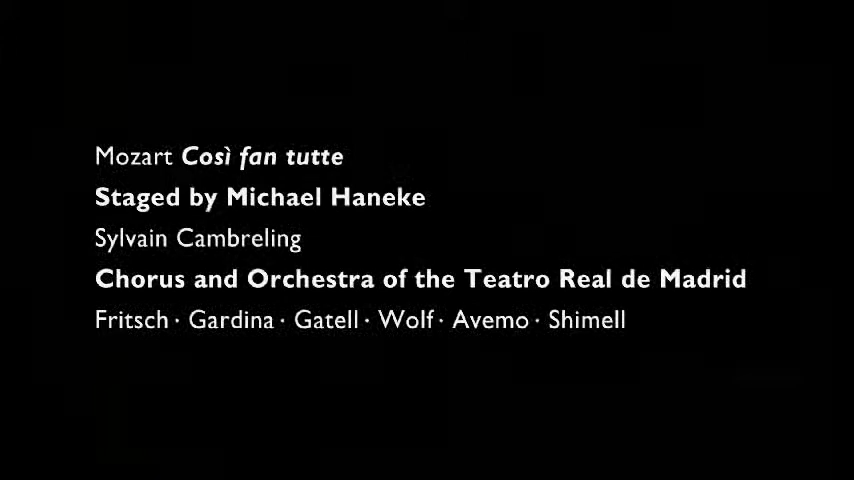 Mozart Così fan tutte
Staged by Michael Haneke
Sylvain Cambreling
Chorus and Orchestra of the Teatro Real de Madrid
Fritsch · Gardina · Gatell · Wolf · Avemo · Shimell